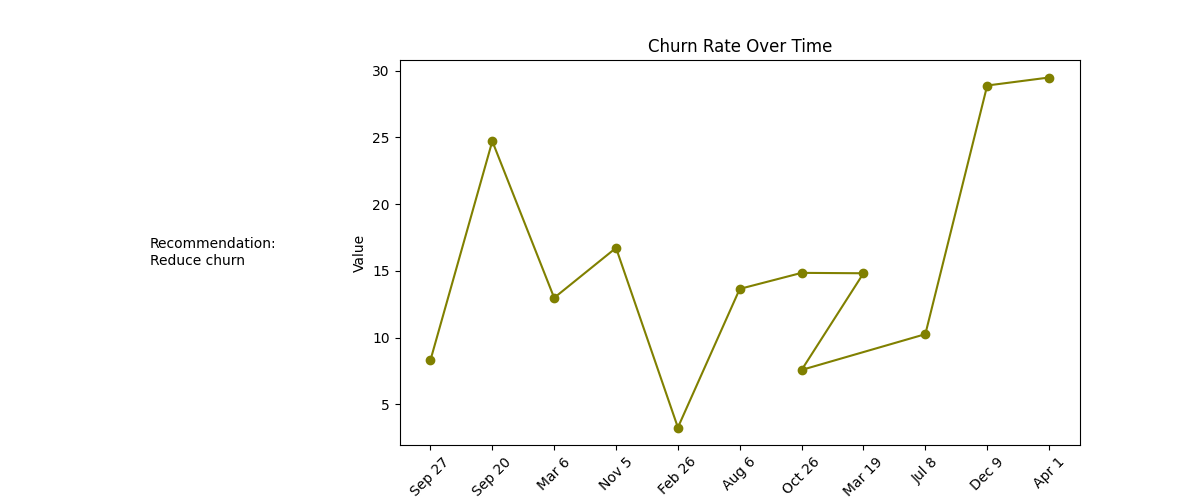 Churn Rate Over Time
Recommendation:
Reduce churn
Value
30
25
20
15
10
5
Sep 27
Sep 20
Mar 6
Nov 5
Feb 26
Aug 6
Oct 26
Mar 19
Jul 8
Dec 9
Apr 1